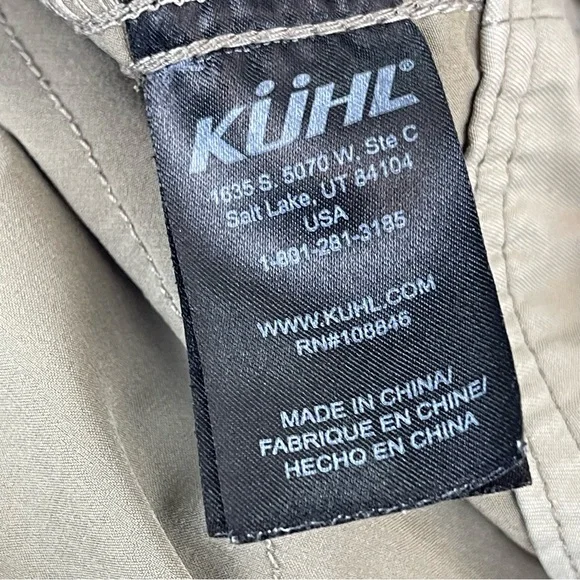 KÜHL®
1635 S. 5070 W. Ste C
Salt Lake, UT 84104
USA
1-801-281-3185
WWW.KUHL.COM
RN#108846
MADE IN CHINA/
FABRIQUE EN CHINE/
HECHO EN CHINA